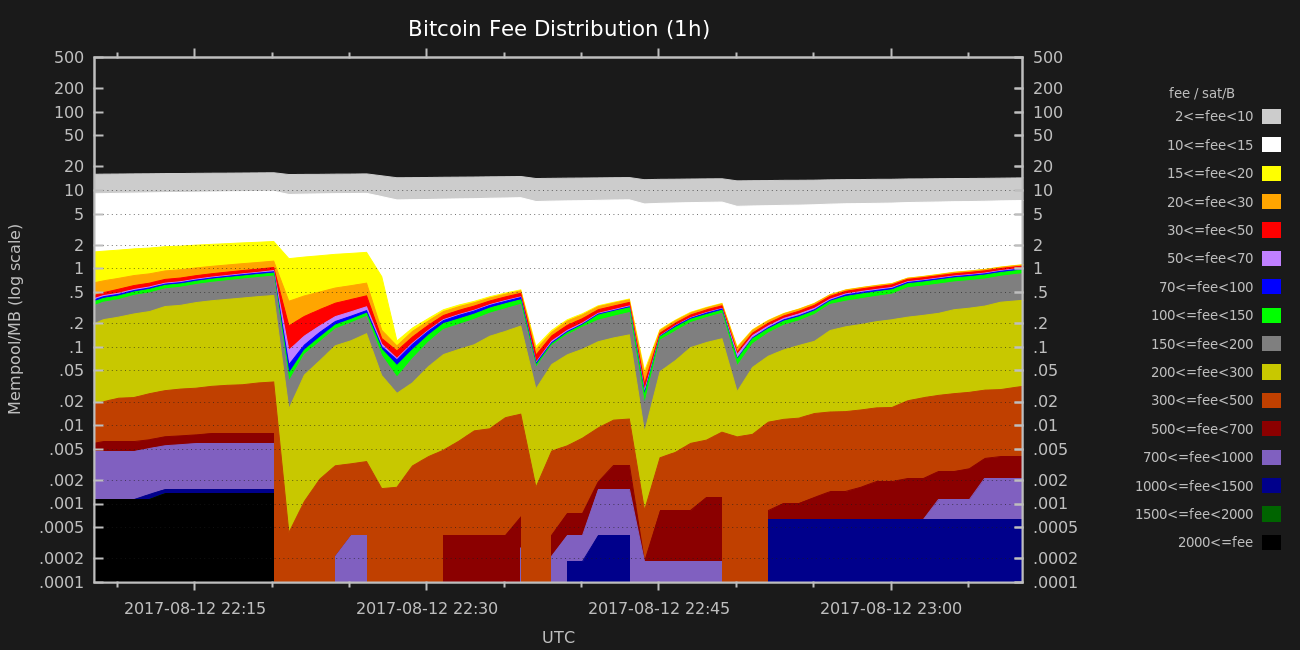 Bitcoin Fee Distribution (1h)
Mempool/MB (log scale)
500
200
100
50
20
10
5
2
1
.5
.2
.1
.05
.02
.01
.005
.002
.001
.0005
.0002
.0001
500
200
100
50
20
10
5
2
1
.5
.2
.1
.05
.02
.01
.005
.002
.001
.0005
.0002
.0001
fee / sat/B
2<=fee<10
10<=fee<15
15<=fee<20
20<=fee<30
30<=fee<50
50<=fee<70
70<=fee<100
100<=fee<150
150<=fee<200
200<=fee<300
300<=fee<500
500<=fee<700
700<=fee<1000
1000<=fee<1500
1500<=fee<2000
2000<=fee
2017-08-12 22:15
2017-08-12 22:30
2017-08-12 22:45
2017-08-12 23:00
UTC